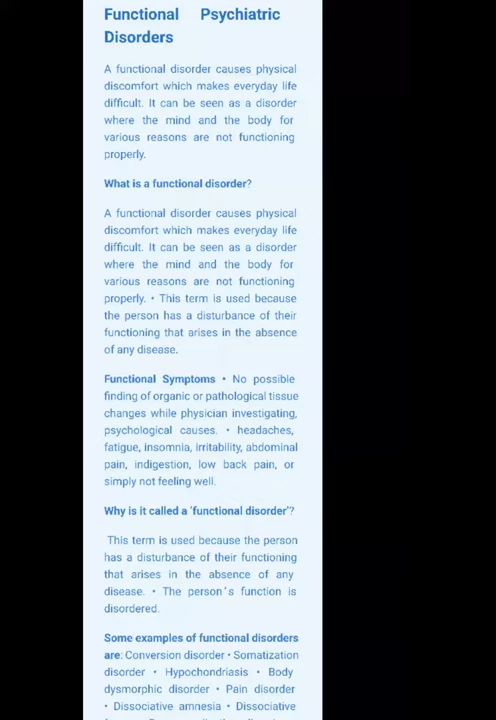 Functional Psychiatric
Disorders
A functional disorder causes physical
discomfort which makes everyday life
difficult. It can be seen as a disorder
where the mind and the body for
various reasons are not functioning
properly.
What is a functional disorder?
A functional disorder causes physical
discomfort which makes everyday life
difficult. It can be seen as a disorder
where the mind and the body for
various reasons are not functioning
properly. • This term is used because
the person has a disturbance of their
functioning that arises in the absence
of any disease.
Functional Symptoms • No possible
finding of organic or pathological tissue
changes while physician investigating,
psychological causes. • headaches,
fatigue, insomnia, irritability, abdominal
pain, indigestion, low back pain, or
simply not feeling well.
Why is it called a 'functional disorder'?
This term is used because the person
has a disturbance of their functioning
that arises in the absence of any
disease. • The person's function is
disordered.
Some examples of functional disorders
are: Conversion disorder • Somatization
disorder • Hypochondriasis • Body
dysmorphic disorder • Pain disorder
• Dissociative amnesia • Dissociative